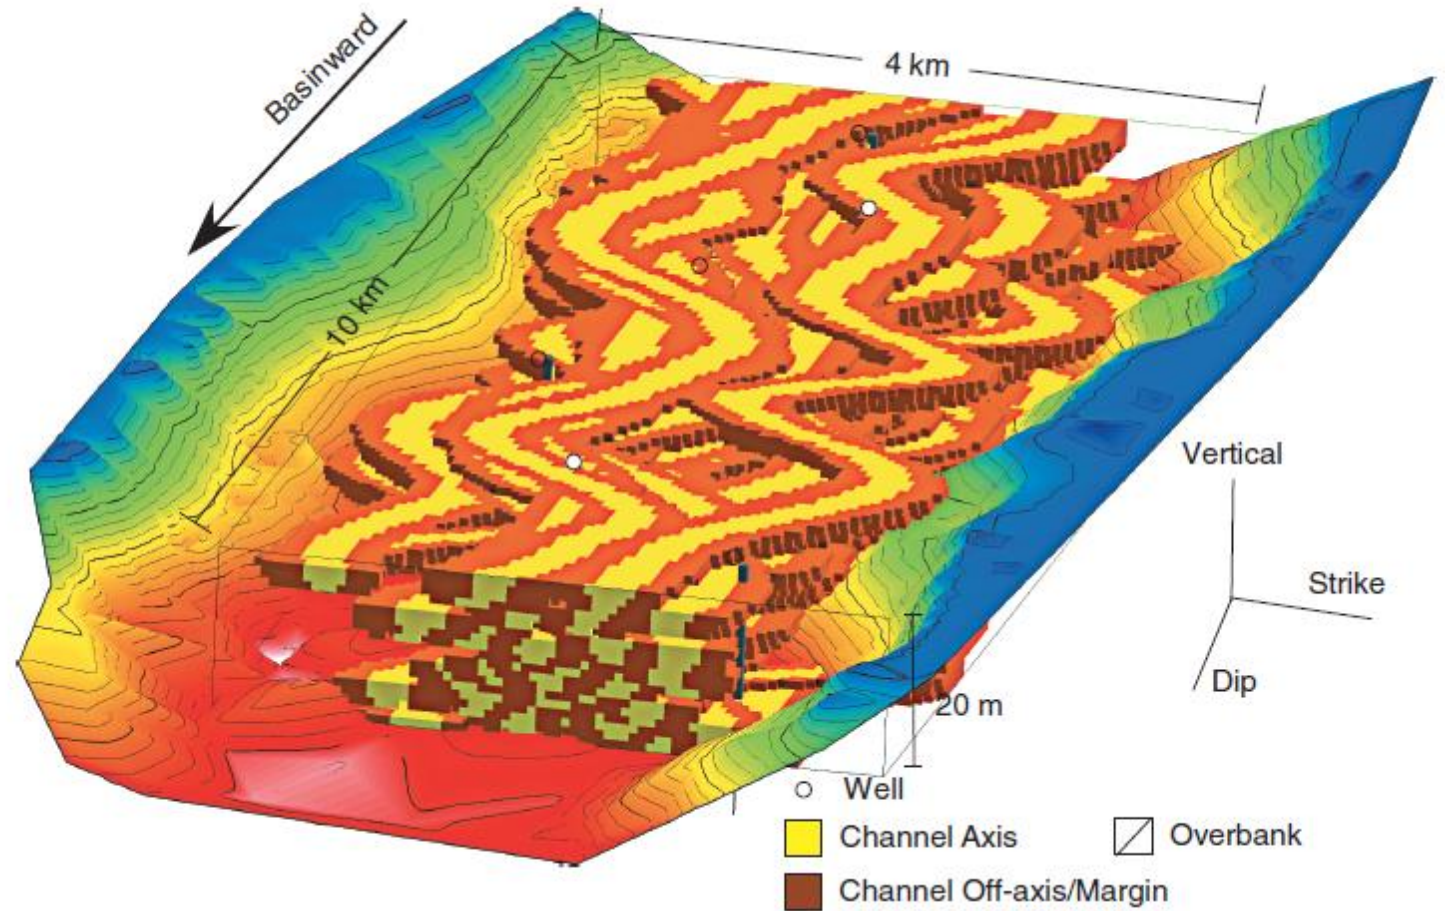 Basinward
4 km
10 km
Vertical
Strike
Dip
20 m
Well
Channel Axis
Overbank
Channel Off-axis/Margin